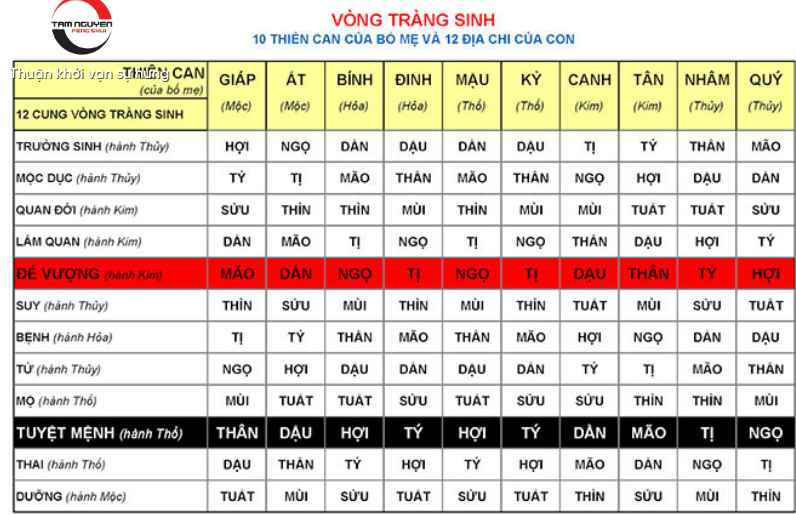 TAM NGUYEN
FENG SHUI
Thuận khởi vạn sự hưng
VÒNG TRÀNG SINH
10 THIÊN CAN CỦA BỐ MẸ VÀ 12 ĐỊA CHI CỦA CON
THIÊN CAN (của bố mẹ) GIÁP (Mộc) ẤT (Mộc) BÍNH (Hỏa) ĐINH (Hỏa) MẬU (Thổ) KỶ (Thổ) CANH (Kim) TÂN (Kim) NHÂM (Thủy) QUÝ (Thủy)
12 CUNG VÒNG TRÀNG SINH
TRƯỜNG SINH (hành Thủy) HỢI NGỌ DẦN DẬU DẦN DẬU TỊ TÝ THÂN MÃO
MỘC DỤC (hành Thủy) TÝ TỊ MÃO THÂN MÃO THÂN NGỌ HỢI DẬU DẦN
QUAN ĐỚI (hành Kim) SỬU THÌN THÌN MÙI THÌN MÙI MÙI TUẤT TUẤT SỬU
LÂM QUAN (hành Kim) DẦN MÃO TỊ NGỌ TỊ NGỌ THÂN DẬU HỢI TÝ
ĐẾ VƯỢNG (hành Kim) MÃO DẦN NGỌ TỊ NGỌ TỊ DẬU THÂN TÝ HỢI
SUY (hành Thủy) THÌN SỬU MÙI THÌN MÙI THÌN TUẤT MÙI SỬU TUẤT
BỆNH (hành Hỏa) TỊ TÝ THÂN MÃO THÂN MÃO HỢI NGỌ DẦN DẬU
TỬ (hành Thủy) NGỌ HỢI DẬU DẦN DẬU DẦN TÝ TỊ MÃO THÂN
MỘ (hành Thổ) MÙI TUẤT TUẤT SỬU TUẤT SỬU SỬU THÌN THÌN MÙI
TUYỆT MỆNH (hành Thổ) THÂN DẬU HỢI TÝ HỢI TÝ DẦN MÃO TỊ NGỌ
THAI (hành Thổ) DẬU THÂN TÝ HỢI TÝ HỢI MÃO DẦN NGỌ TỊ
DƯỠNG (hành Mộc) TUẤT MÙI SỬU TUẤT SỬU TUẤT THÌN SỬU MÙI THÌN